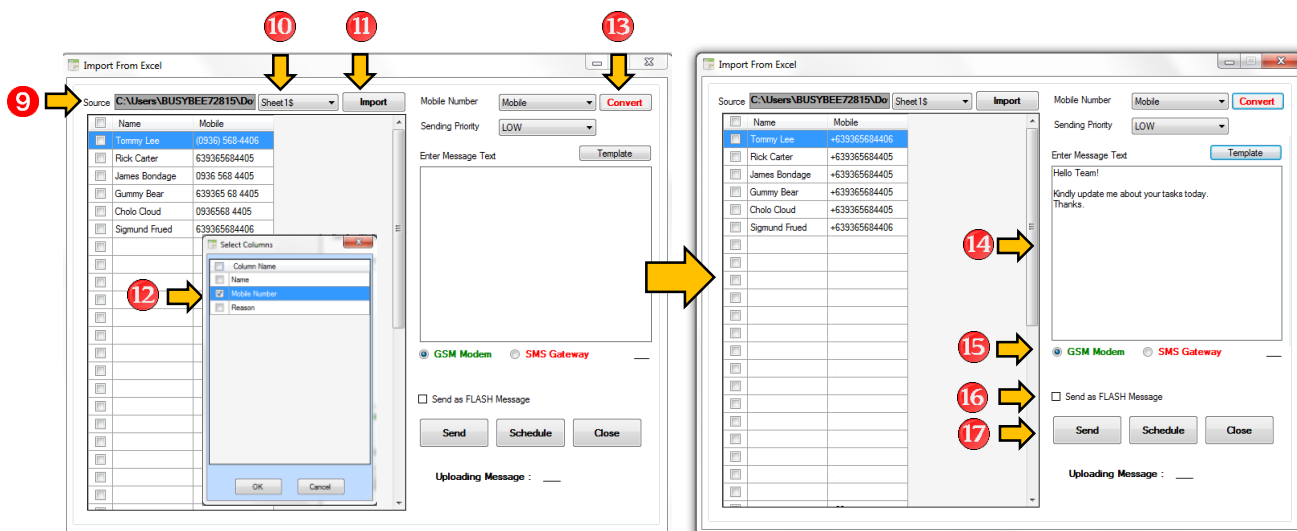 10
11
13
Import From Excel
9
Source C:\Users\BUSYBEE72815\Do Sheet1$ Import
Mobile Number Mobile Convert
Sending Priority LOW
Enter Message Text Template
Name Mobile
Tommy Lee (0936) 568-4406
Rick Carter 639365684405
James Bondage 0936 568 4405
Gummy Bear 639365 68 4405
Cholo Cloud 0936568 4405
Sigmund Frued 639365684406
Select Columns
Column Name
Name
12
Mobile Number
Reason
OK Cancel
GSM Modem SMS Gateway
Send as FLASH Message
Send Schedule Close
Uploading Message :
Import From Excel
Source C:\Users\BUSYBEE72815\Do Sheet1$ Import
Mobile Number Mobile Convert
Sending Priority LOW
Enter Message Text Template
Name Mobile
Tommy Lee +639365684406
Rick Carter +639365684405
James Bondage +639365684405
Gummy Bear +639365684405
Cholo Cloud +639365684405
Sigmund Frued +639365684406
Hello Team!
Kindly update me about your tasks today.
Thanks.
14
15
GSM Modem SMS Gateway
16
Send as FLASH Message
17
Send Schedule Close
Uploading Message :